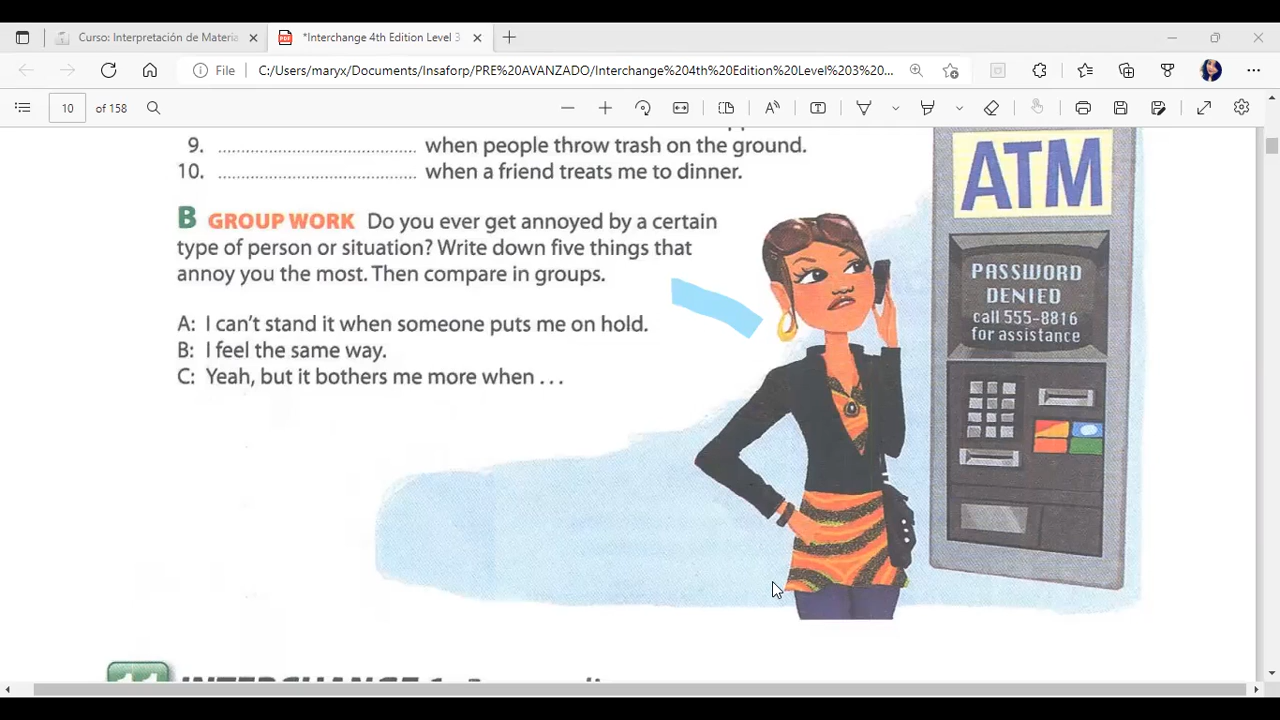 Curso: Interpretación de Materia
*Interchange 4th Edition Level 3
File
C:/Users/maryx/Documents/Insaforp/PRE%20AVANZADO/Interchange%204th%20Edition%20Level%203%20...
10 of 158
9. ........................................ when people throw trash on the ground.
10. ........................................ when a friend treats me to dinner.
B GROUP WORK Do you ever get annoyed by a certain
type of person or situation? Write down five things that
annoy you the most. Then compare in groups.
A: I can't stand it when someone puts me on hold.
B: I feel the same way.
C: Yeah, but it bothers me more when . . .
ATM
PASSWORD
DENIED
call 555-8816
for assistance